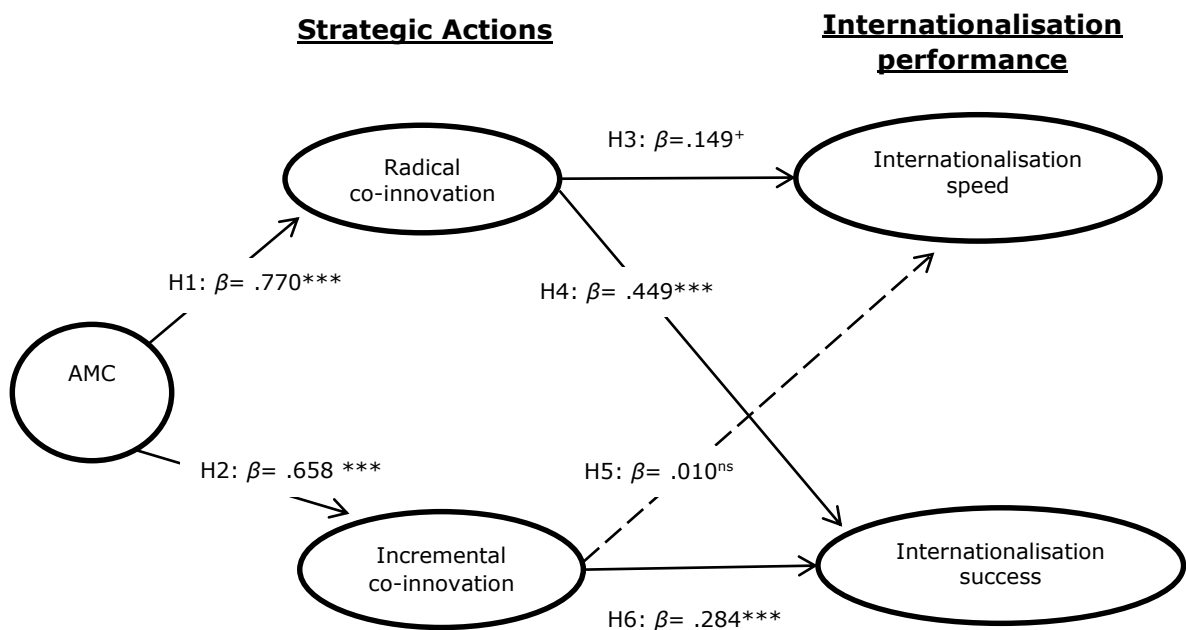 Strategic Actions
Internationalisation
performance
Radical
co-innovation
H3: β=.149⁺
Internationalisation
speed
H1: β= .770***
H4: β= .449***
AMC
H2: β= .658 ***
H5: β= .010ⁿˢ
Incremental
co-innovation
Internationalisation
success
H6: β= .284***